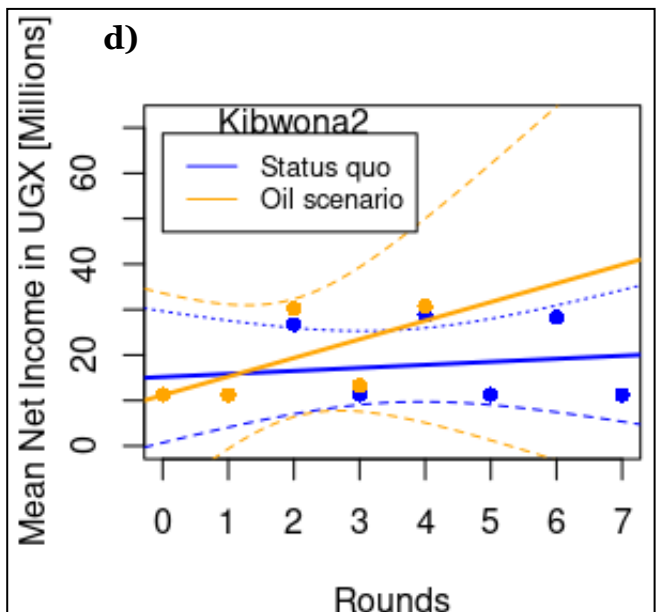 d)
Mean Net Income in UGX [Millions]
Kibwona2
Status quo
Oil scenario
60
40
20
0
0 1 2 3 4 5 6 7
Rounds